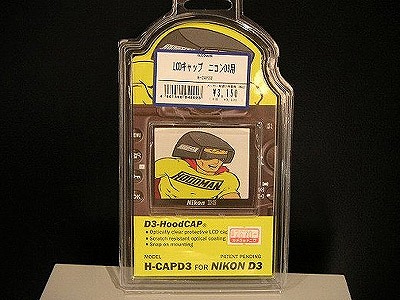 LCDキャップ ニコンD3用
H-CAPD3
¥3,150
HOODMAN
Nikon D3
D3-HoodCAP®
• Optically clear protective LCD cap
• Scratch resistant optical coating
• Snap on mounting
MODEL PATENT PENDING
H-CAPD3 FOR NIKON D3